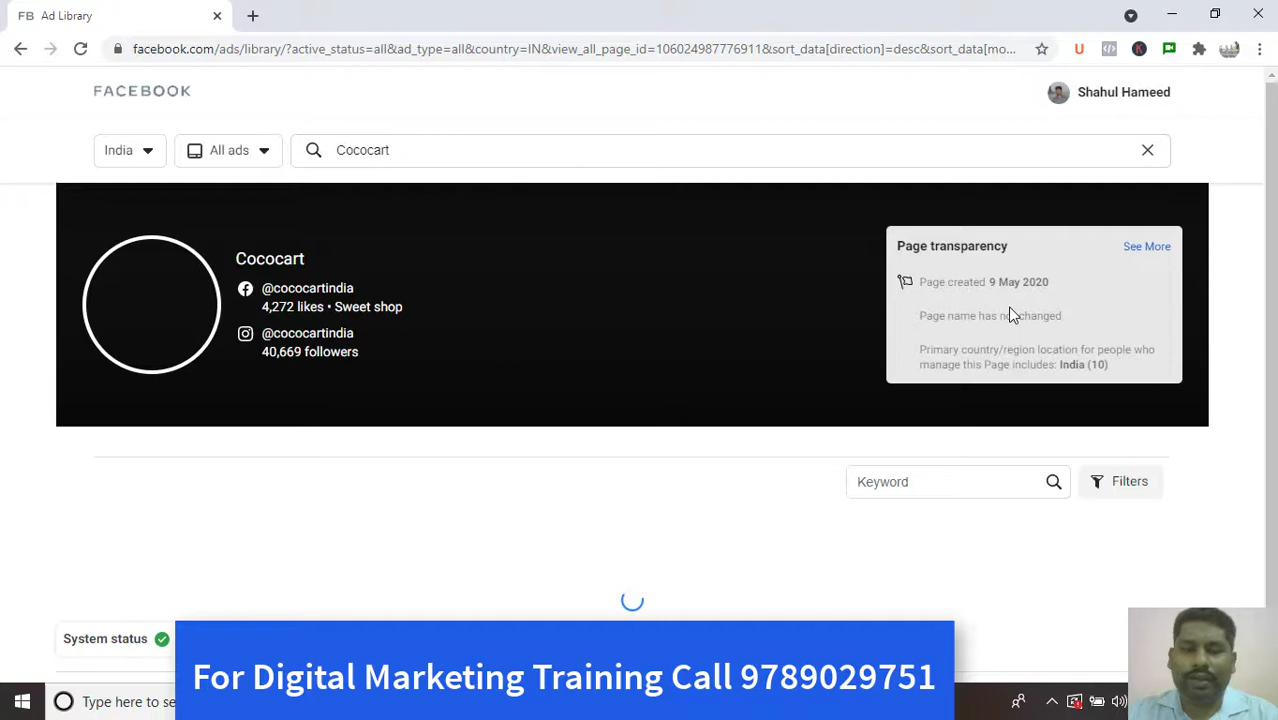 FB Ad Library
facebook.com/ads/library/?active_status=all&ad_type=all&country=IN&view_all_page_id=106024987776911&sort_data[direction]=desc&sort_data[mo...
FACEBOOK
Shahul Hameed
India
All ads
Cococart
Cococart
@cococartindia
4,272 likes • Sweet shop
@cococartindia
40,669 followers
Page transparency
See More
Page created 9 May 2020
Page name has not changed
Primary country/region location for people who
manage this Page includes: India (10)
Keyword
Filters
System status
For Digital Marketing Training Call 9789029751
Type here to se